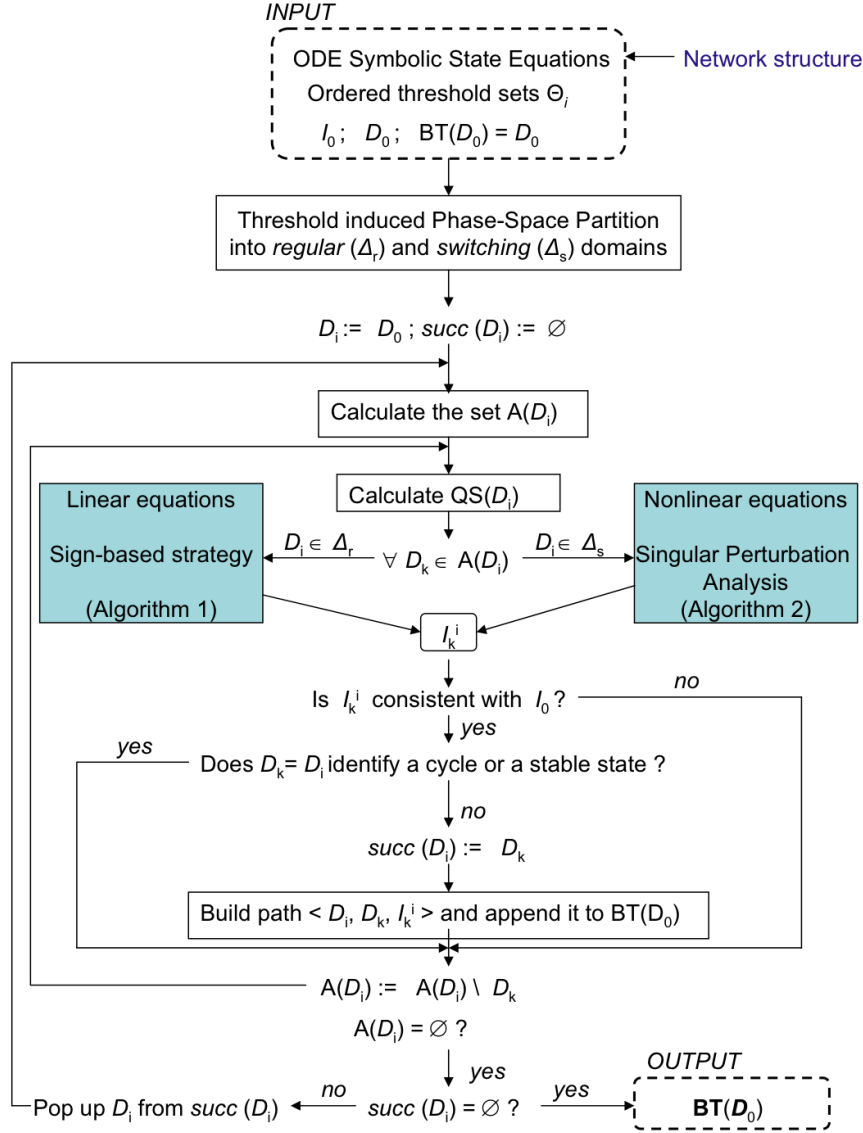 INPUT
ODE Symbolic State Equations
Network structure
Ordered threshold sets Θi
I0 ; D0 ; BT(D0) = D0
Threshold induced Phase-Space Partition
into regular (Δr) and switching (Δs) domains
Di := D0 ; succ (Di) := ∅
Calculate the set A(Di)
Calculate QS(Di)
Linear equations
Sign-based strategy
(Algorithm 1)
Di ∈ Δr
∀ Dk ∈ A(Di)
Di ∈ Δs
Nonlinear equations
Singular Perturbation
Analysis
(Algorithm 2)
Iki
Is Iki consistent with I0 ?
no
yes
yes
Does Dk = Di identify a cycle or a stable state ?
no
succ (Di) := Dk
Build path < Di, Dk, Iki > and append it to BT(D0)
A(Di) := A(Di) \ Dk
A(Di) = ∅ ?
yes
OUTPUT
Pop up Di from succ (Di)
no
succ (Di) = ∅ ?
yes
BT(D0)